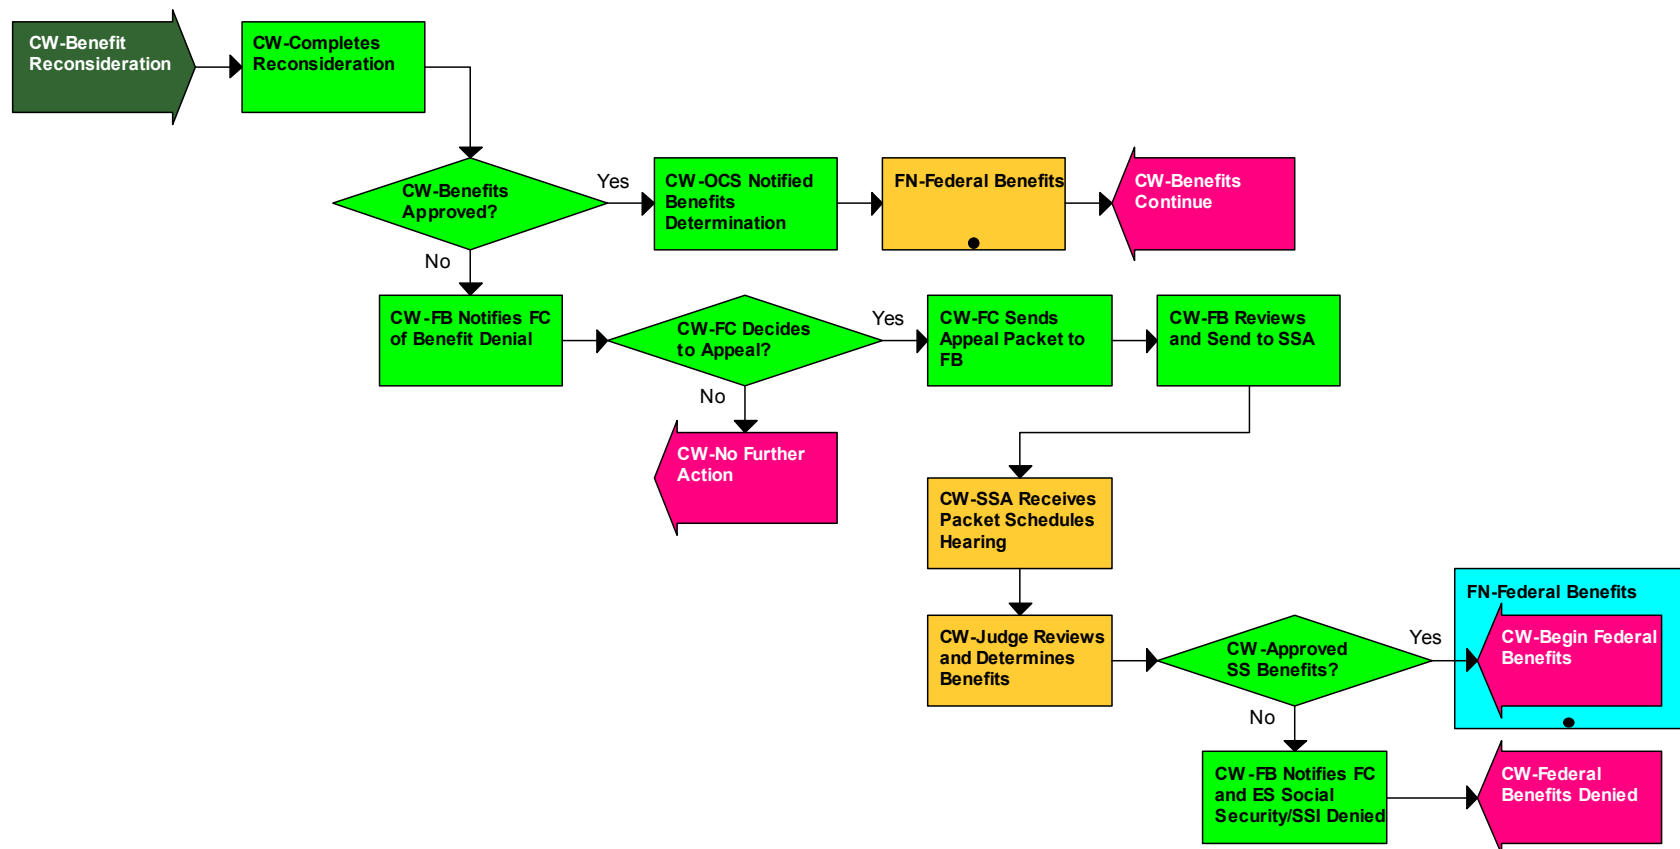 CW-Benefit
Reconsideration
CW-Completes
Reconsideration
CW-Benefits
Approved?
Yes
CW-OCS Notified
Benefits
Determination
FN-Federal Benefits
CW-Benefits
Continue
No
CW-FB Notifies FC
of Benefit Denial
CW-FC Decides
to Appeal?
Yes
CW-FC Sends
Appeal Packet to
FB
CW-FB Reviews
and Send to SSA
No
CW-No Further
Action
CW-SSA Receives
Packet Schedules
Hearing
CW-Judge Reviews
and Determines
Benefits
CW-Approved
SS Benefits?
Yes
FN-Federal Benefits
CW-Begin Federal
Benefits
No
CW-FB Notifies FC
and ES Social
Security/SSI Denied
CW-Federal
Benefits Denied